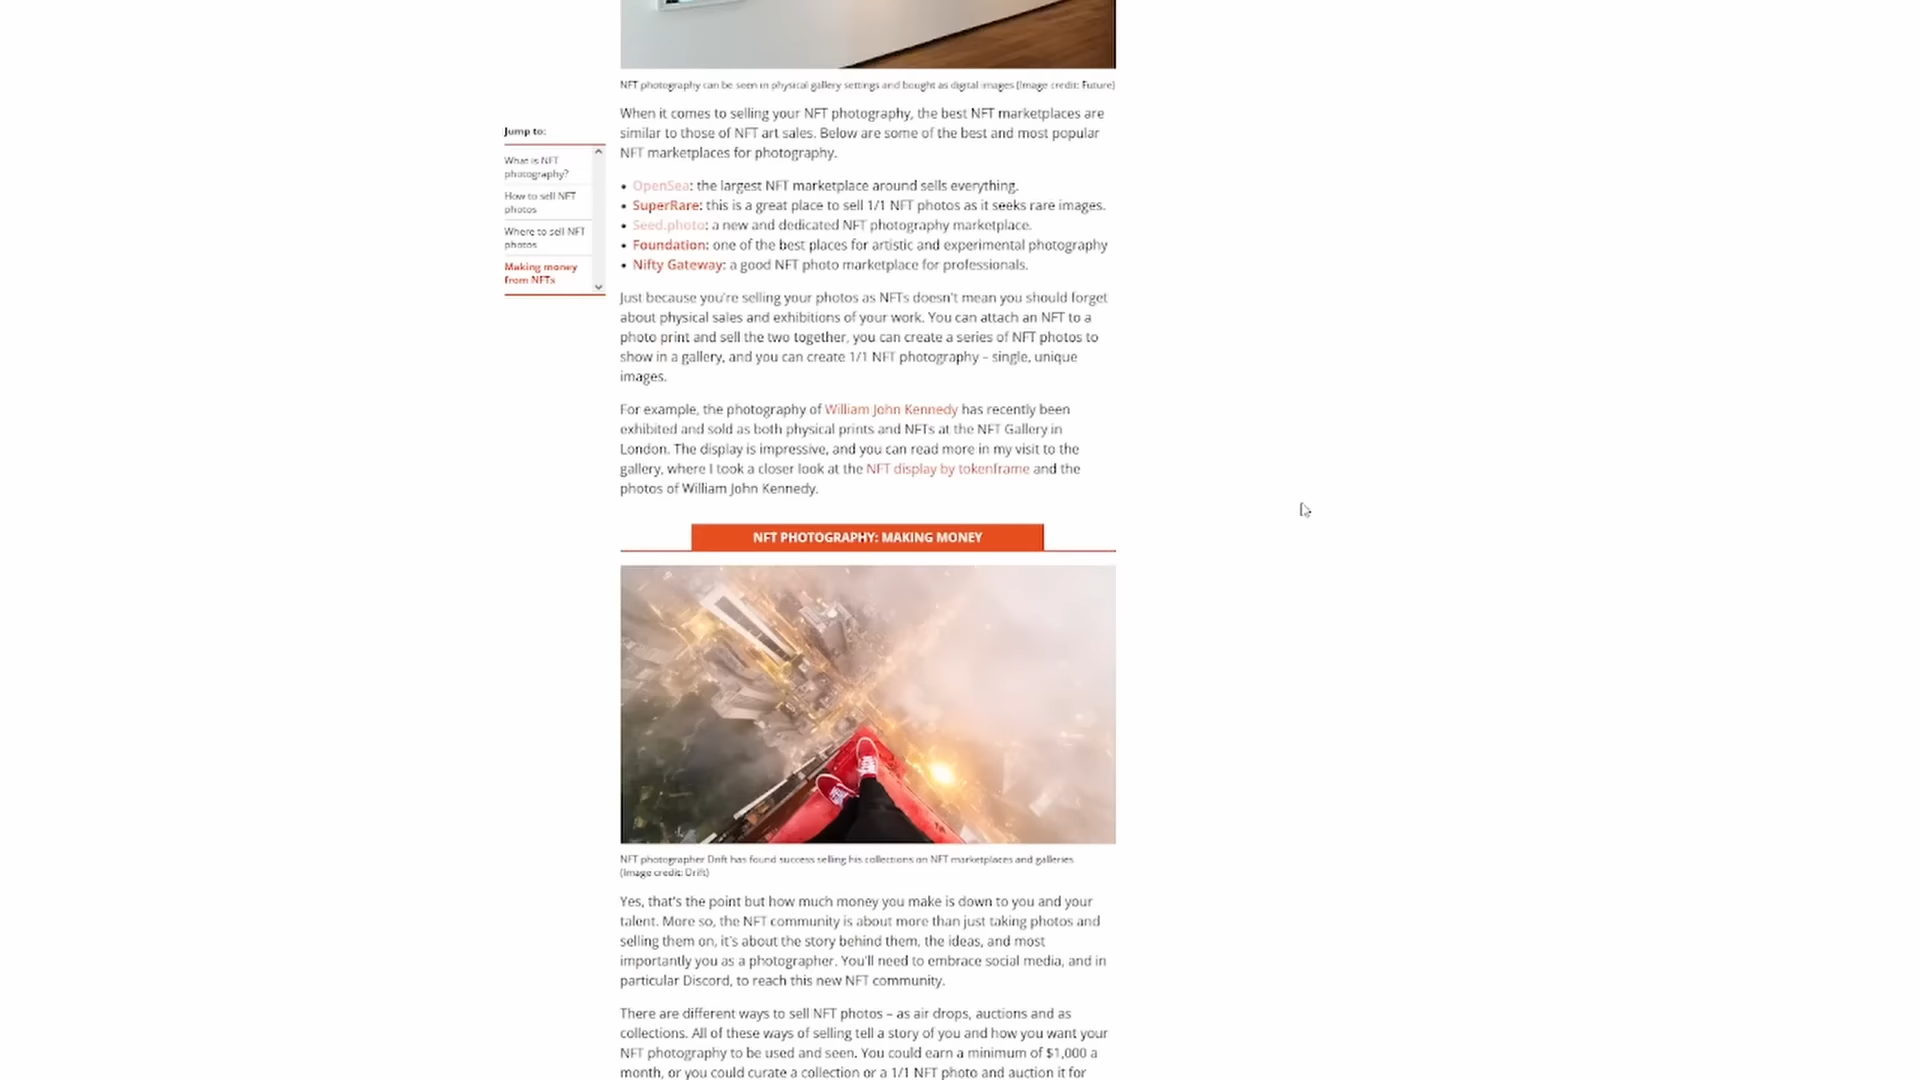 NFT photography can be seen in physical gallery settings and bought as digital images (Image credit: Future)
When it comes to selling your NFT photography, the best NFT marketplaces are
similar to those of NFT art sales. Below are some of the best and most popular
NFT marketplaces for photography.
Jump to:
What is NFT
photography?
How to sell NFT
photos
Where to sell NFT
photos
Making money
from NFTs
• OpenSea: the largest NFT marketplace around sells everything.
• SuperRare: this is a great place to sell 1/1 NFT photos as it seeks rare images.
• Seed.photo: a new and dedicated NFT photography marketplace.
• Foundation: one of the best places for artistic and experimental photography
• Nifty Gateway: a good NFT photo marketplace for professionals.
Just because you're selling your photos as NFTs doesn't mean you should forget
about physical sales and exhibitions of your work. You can attach an NFT to a
photo print and sell the two together, you can create a series of NFT photos to
show in a gallery, and you can create 1/1 NFT photography – single, unique
images.
For example, the photography of William John Kennedy has recently been
exhibited and sold as both physical prints and NFTs at the NFT Gallery in
London. The display is impressive, and you can read more in my visit to the
gallery, where I took a closer look at the NFT display by tokenframe and the
photos of William John Kennedy.
NFT PHOTOGRAPHY: MAKING MONEY
NFT photographer Drift has found success selling his collections on NFT marketplaces and galleries
(Image credit: Drift)
Yes, that's the point but how much money you make is down to you and your
talent. More so, the NFT community is about more than just taking photos and
selling them on, it's about the story behind them, the ideas, and most
importantly you as a photographer. You'll need to embrace social media, and in
particular Discord, to reach this new NFT community.
There are different ways to sell NFT photos – as air drops, auctions and as
collections. All of these ways of selling tell a story of you and how you want your
NFT photography to be used and seen. You could earn a minimum of $1,000 a
month, or you could curate a collection or a 1/1 NFT photo and auction it for